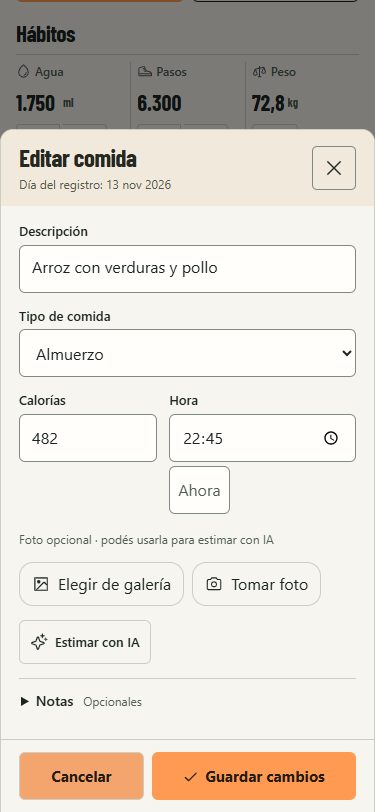 Hábitos
Agua
Pasos
Peso
1.750 ml
6.300
72,8 kg
Editar comida
Día del registro: 13 nov 2026
Descripción
Arroz con verduras y pollo
Tipo de comida
Almuerzo
Calorías
Hora
482
22:45
Ahora
Foto opcional · podés usarla para estimar con IA
Elegir de galería
Tomar foto
Estimar con IA
Notas Opcionales
Cancelar
Guardar cambios